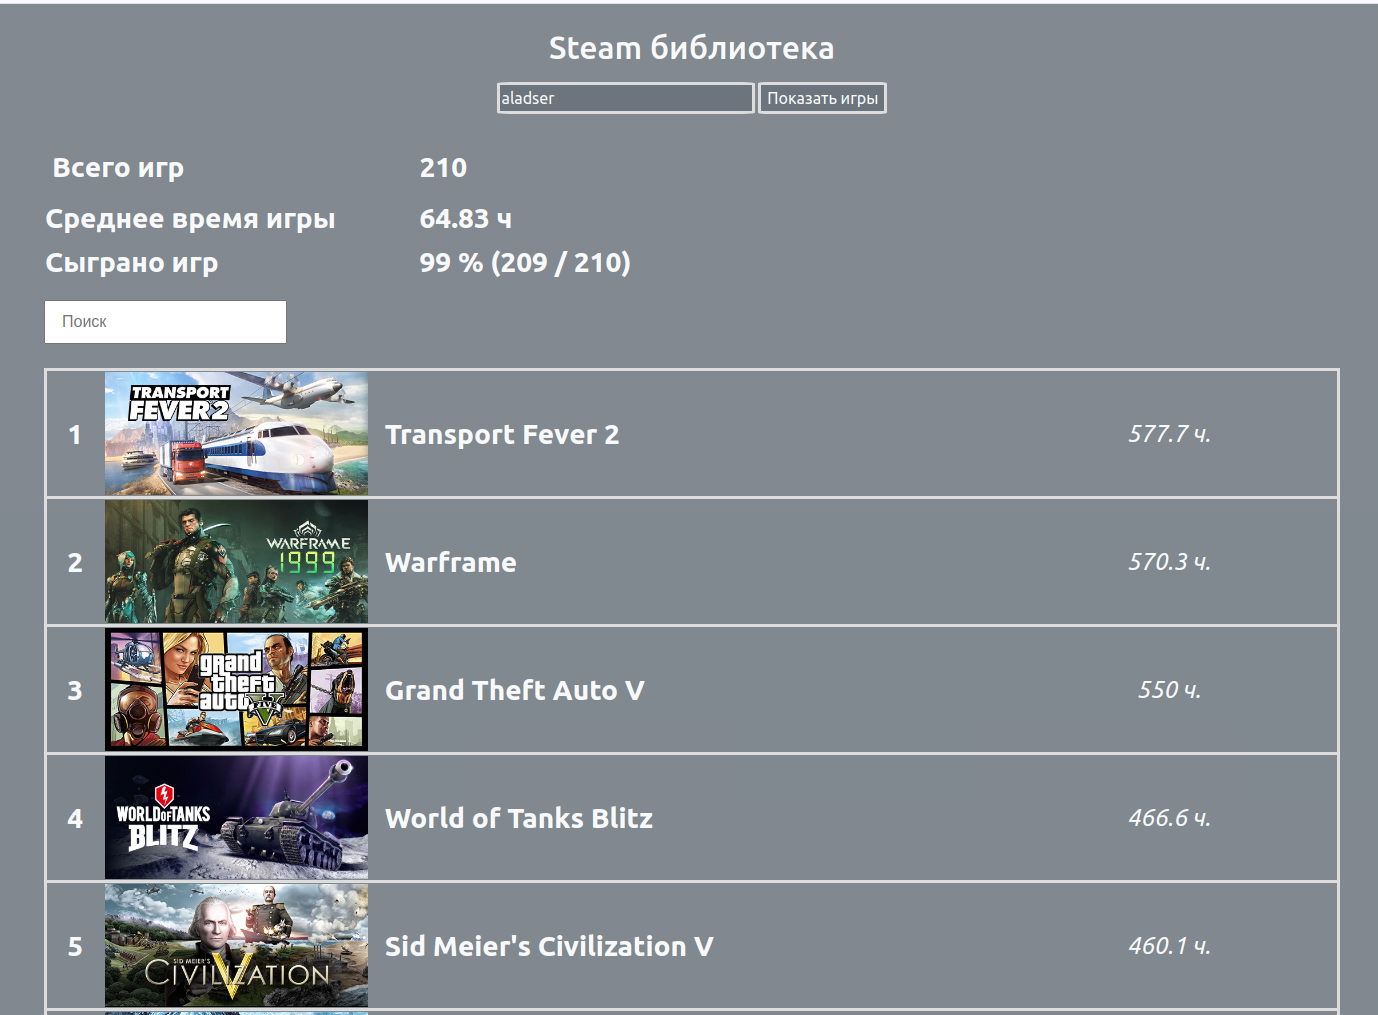 Steam библиотека
aladser Показать игры
Всего игр 210
Среднее время игры 64.83 ч
Сыграно игр 99 % (209 / 210)
Поиск
1 TRANSPORT FEVER 2 Transport Fever 2 577.7 ч.
2 WARFRAME 1999 Warframe 570.3 ч.
3 grand theft auto V FIVE Grand Theft Auto V 550 ч.
4 WORLD OF TANKS BLITZ World of Tanks Blitz 466.6 ч.
5 SID MEIER'S CIVILIZATION V Sid Meier's Civilization V 460.1 ч.